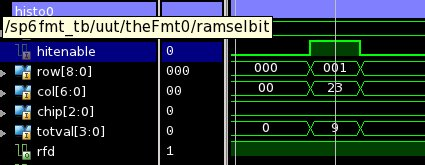 histo0
/sp6fmt_tb/uut/theFmt0/ramselbit
hitenable 0
row[8:0] 000 000 001
col[6:0] 00 00 23
chip[2:0] 0
totval[3:0] 0 0 9
rfd 1